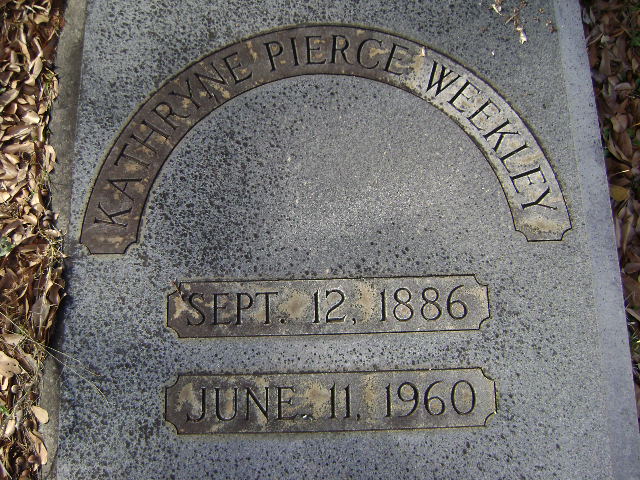 KATHRYNE PIERCE WEEKLEY
SEPT. 12, 1886
JUNE 11, 1960